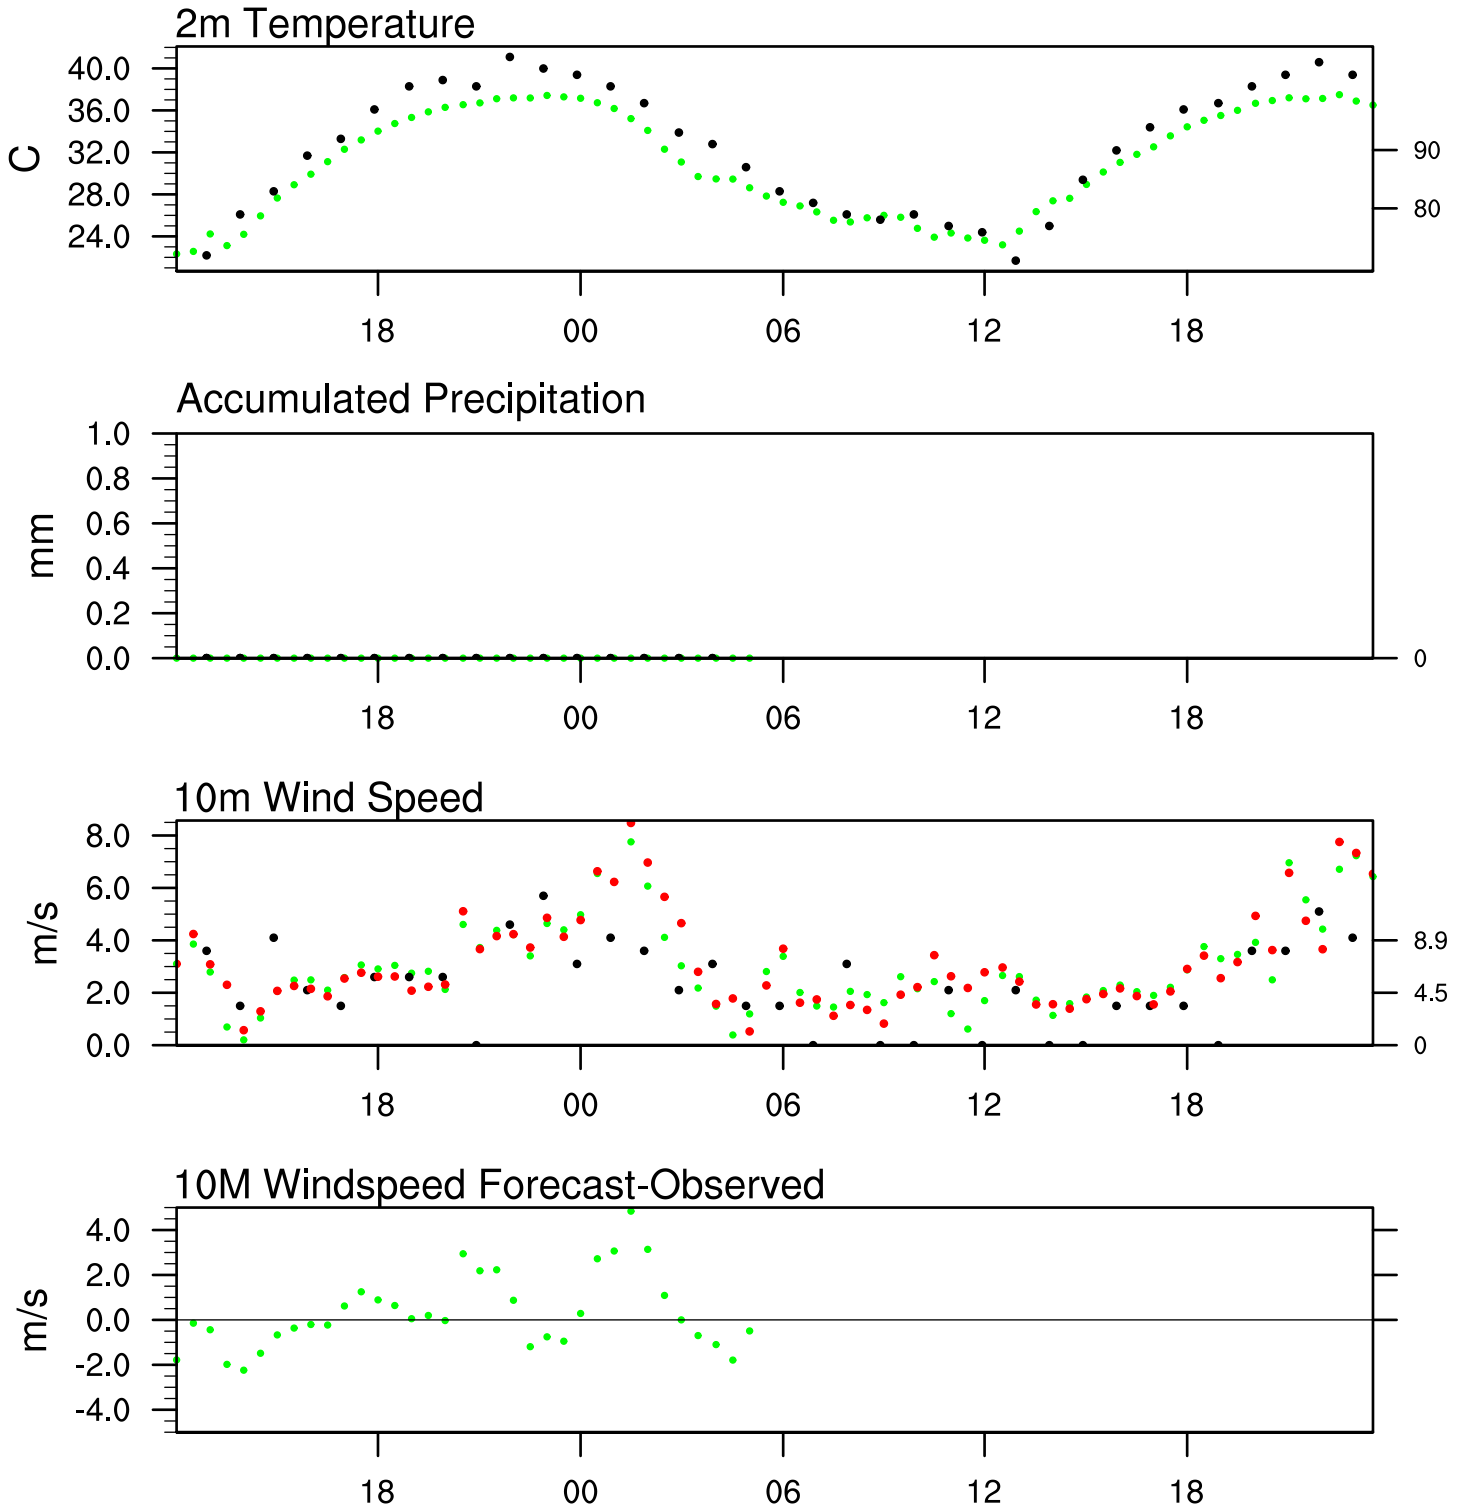 2m Temperature
40.0
36.0
32.0 90
28.0
24.0 80
C
18 00 06 12 18
Accumulated Precipitation
1.0
0.8
0.6
0.4
0.2
0.0 0
mm
18 00 06 12 18
10m Wind Speed
8.0
6.0
4.0 8.9
2.0 4.5
0.0 0
m/s
18 00 06 12 18
10M Windspeed Forecast-Observed
4.0
2.0
0.0
-2.0
-4.0
m/s
18 00 06 12 18